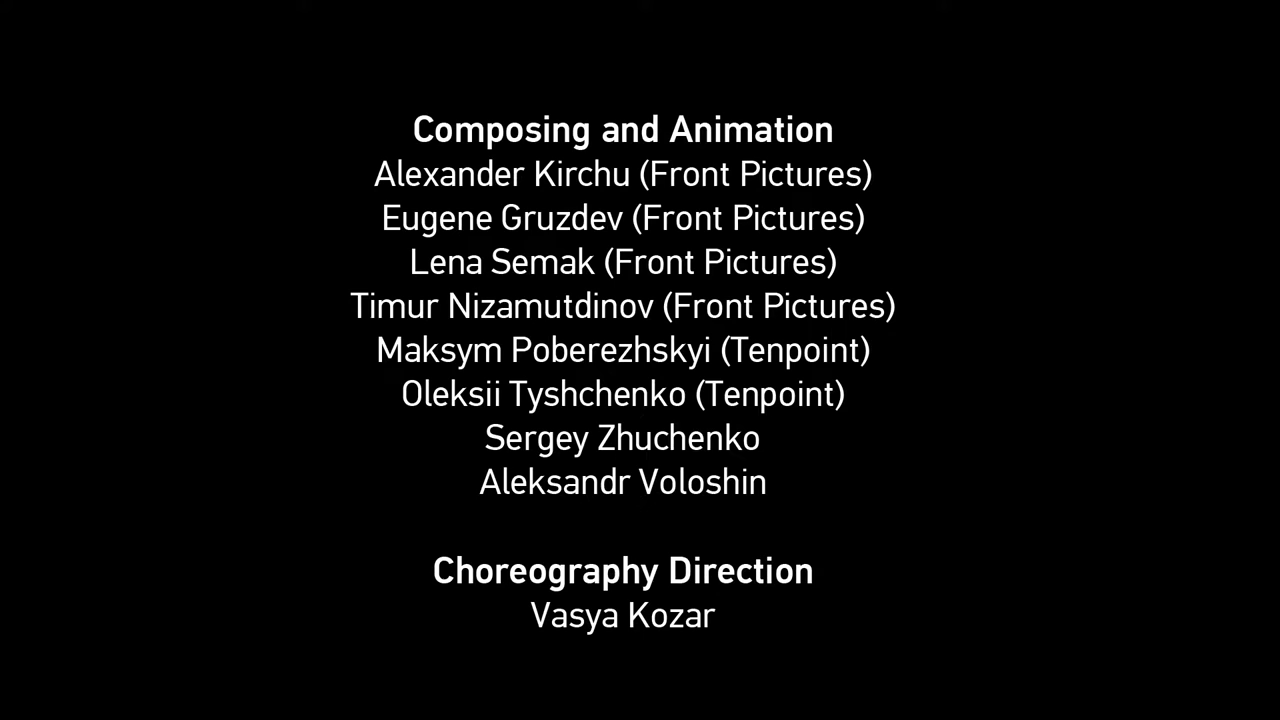 Composing and Animation
Alexander Kirchu (Front Pictures)
Eugene Gruzdev (Front Pictures)
Lena Semak (Front Pictures)
Timur Nizamutdinov (Front Pictures)
Maksym Poberezhskyi (Tenpoint)
Oleksii Tyshchenko (Tenpoint)
Sergey Zhuchenko
Aleksandr Voloshin
Choreography Direction
Vasya Kozar